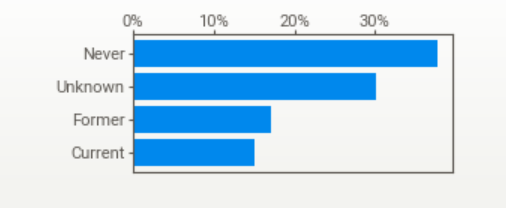 0% 10% 20% 30%
Never
Unknown
Former
Current